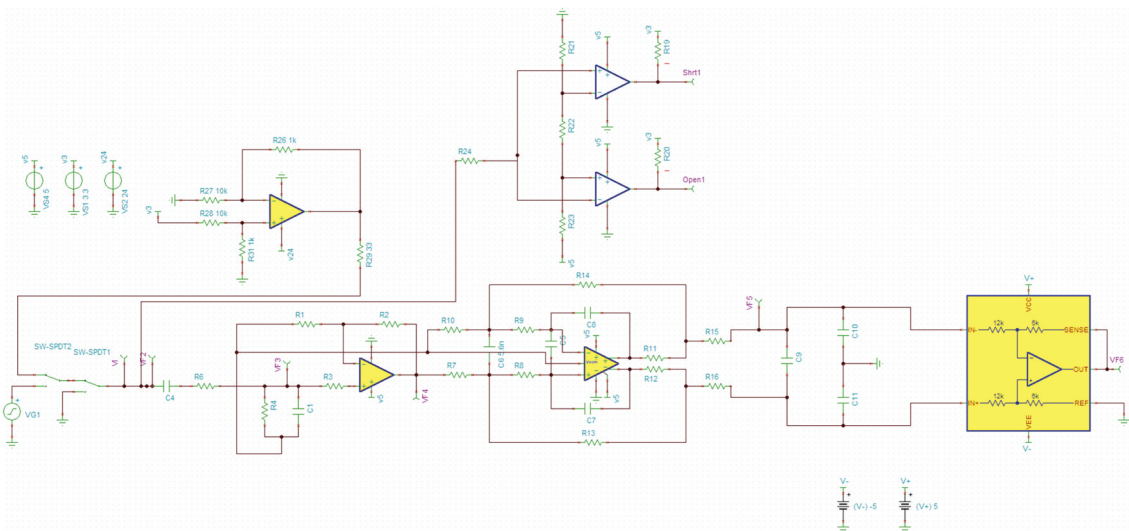 R21
v5
v3
R19
Shrt1
R22
R24
v5
v3
R20
Open1
R23
v5
R26 1k
v5
v3
v24
VS4 5
VS1 3.3
VS2 24
R27 10k
R28 10k
v3
R31 1k
v24
R29 33
R14
SW-SPDT2
SW-SPDT1
VI
VF2
VG1
C4
R6
VF3
R4
C1
R3
R1
R2
v5
VF4
R10
R9
C8
C5
C6 5.6n
v5
Vocm
R7
R8
R11
R12
v5
C7
R13
R15
R16
VF5
C9
C10
C11
V+
VCC
IN-
12k
6k
SENSE
OUT
VF6
IN+
12k
6k
REF
VEE
V-
V-
(V-) -5
V+
(V+) 5